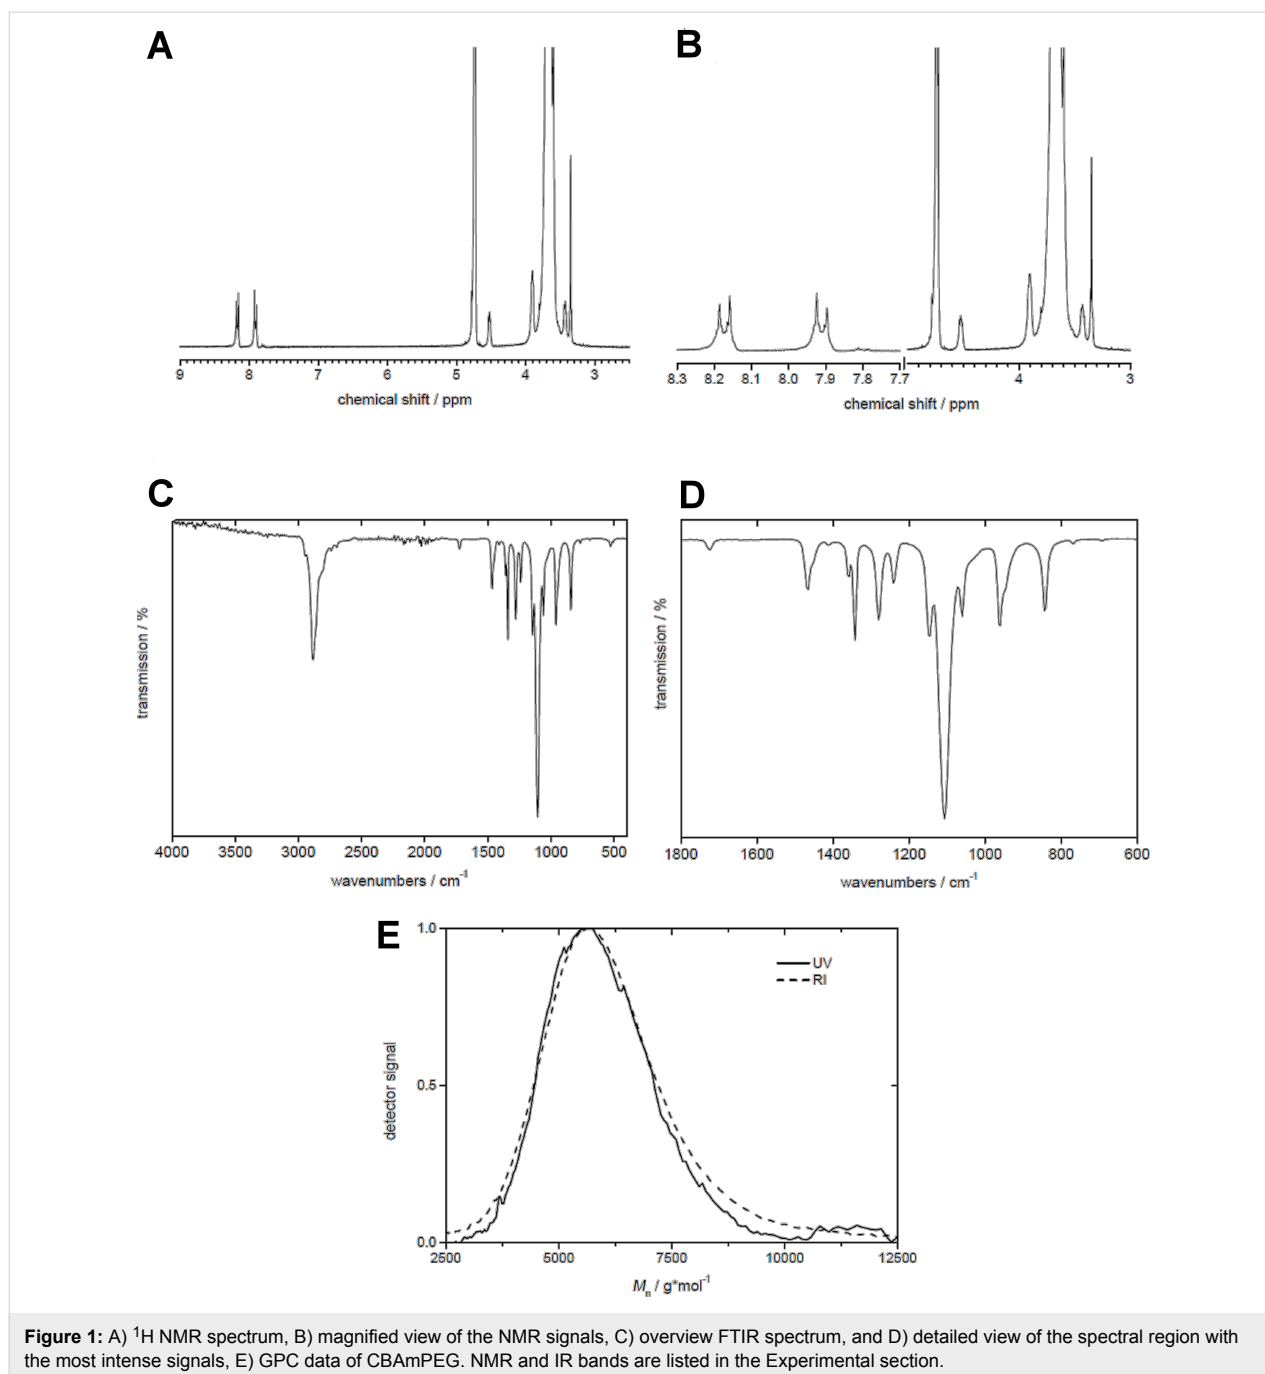 A
B
9 8 7 6 5 4 3
chemical shift / ppm
8.3 8.2 8.1 8.0 7.9 7.8 7.7 4 3
chemical shift / ppm
C
D
transmission / %
4000 3500 3000 2500 2000 1500 1000 500
wavenumbers / cm⁻¹
transmission / %
1800 1600 1400 1200 1000 800 600
wavenumbers / cm⁻¹
E
1.0
0.5
0.0
detector signal
UV
RI
2500 5000 7500 10000 12500
Mₙ / g*mol⁻¹
Figure 1: A) ¹H NMR spectrum, B) magnified view of the NMR signals, C) overview FTIR spectrum, and D) detailed view of the spectral region with
the most intense signals, E) GPC data of CBAmPEG. NMR and IR bands are listed in the Experimental section.